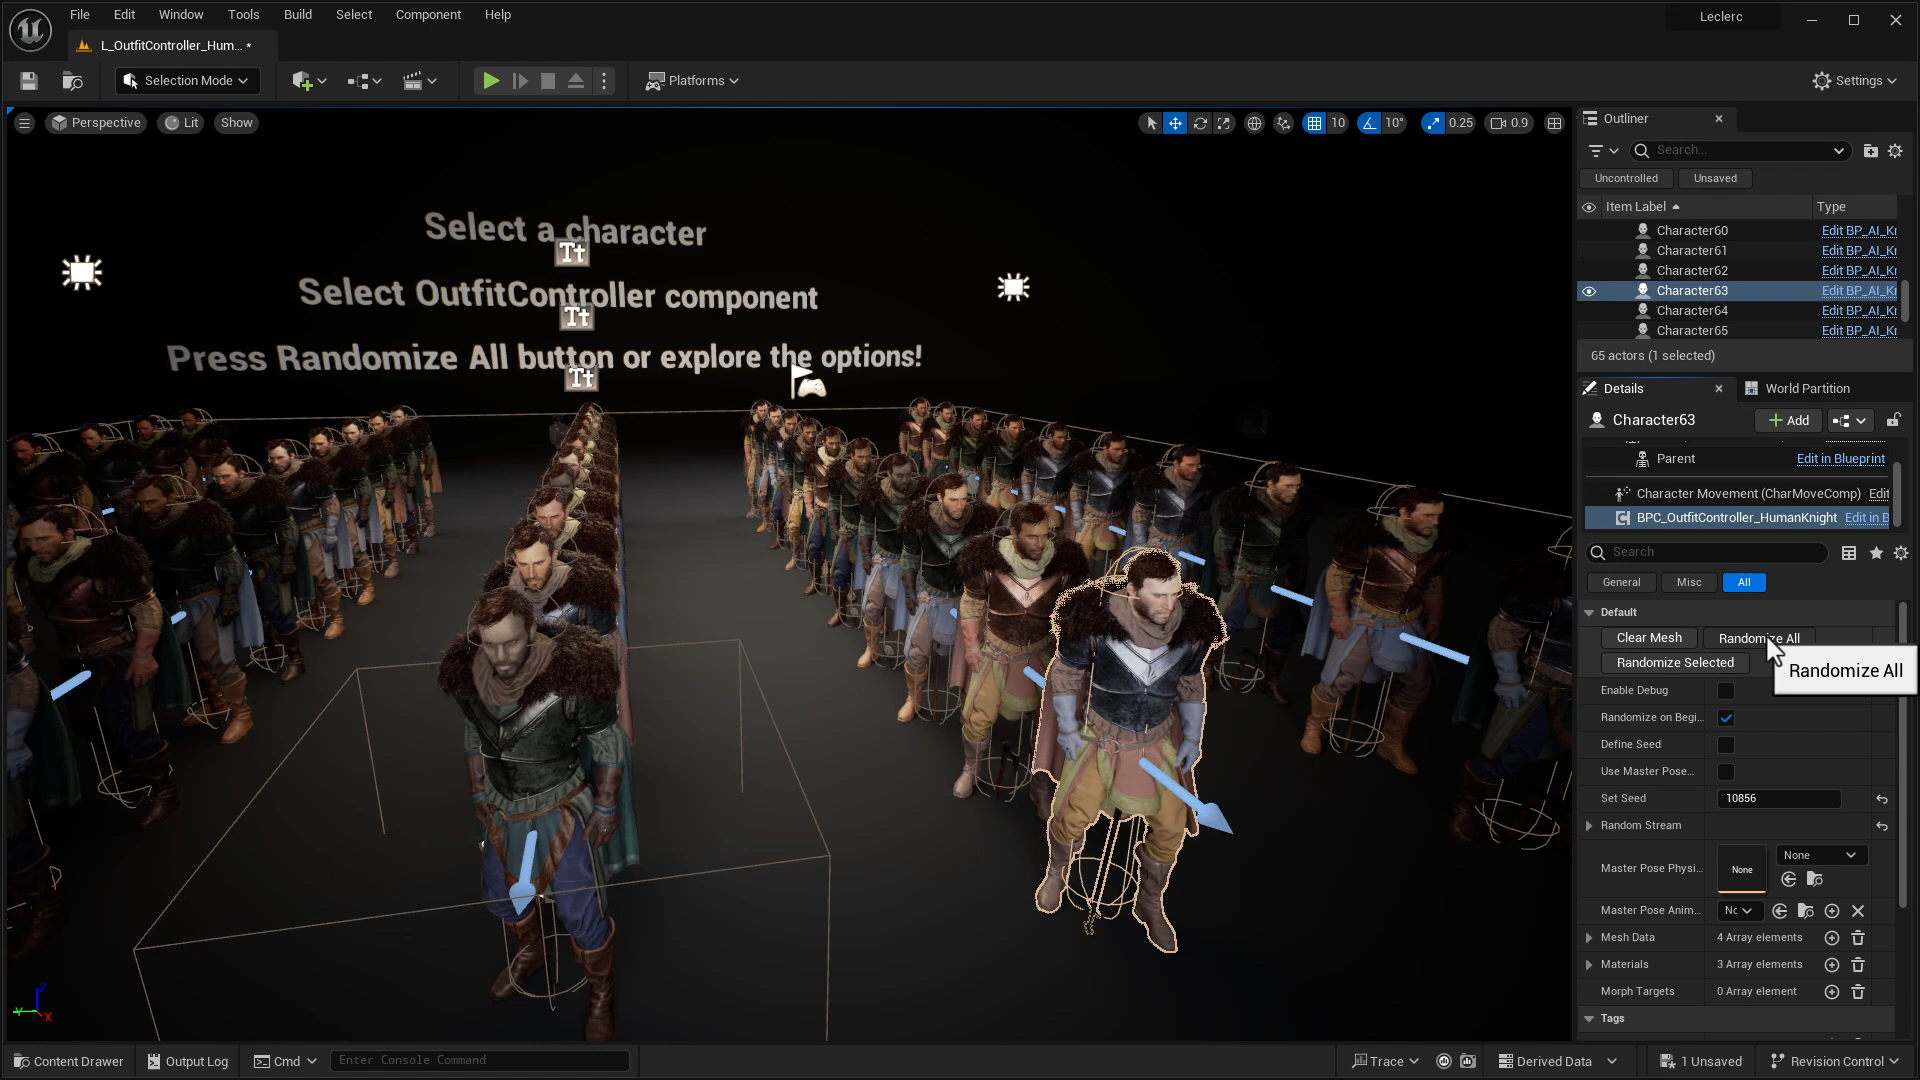 File Edit Window Tools Build Select Component Help
Leclerc
L_OutfitController_Hum... *
Selection Mode
Platforms
Settings
Perspective
Lit
Show
10
10°
0.25
0.9
Select a character
Tt
Select OutfitController component
Tt
Press Randomize All button or explore the options!
Tt
Outliner
Search...
Uncontrolled
Unsaved
Item Label
Type
Character60 Edit BP_AI_Kr
Character61 Edit BP_AI_Kr
Character62 Edit BP_AI_Kr
Character63 Edit BP_AI_Kr
Character64 Edit BP_AI_Kr
Character65 Edit BP_AI_Kr
65 actors (1 selected)
Details
World Partition
Character63
Add
Parent Edit in Blueprint
Character Movement (CharMoveComp) Edit
BPC_OutfitController_HumanKnight Edit in B
Search
General
Misc
All
Default
Clear Mesh
Randomize All
Randomize Selected
Randomize All
Enable Debug
Randomize on Begi...
Define Seed
Use Master Pose...
Set Seed 10856
Random Stream
Master Pose Physi... None None
Master Pose Anim... Nc
Mesh Data 4 Array elements
Materials 3 Array elements
Morph Targets 0 Array element
Tags
Z
Y
X
Content Drawer
Output Log
Cmd
Enter Console Command
Trace
Derived Data
1 Unsaved
Revision Control